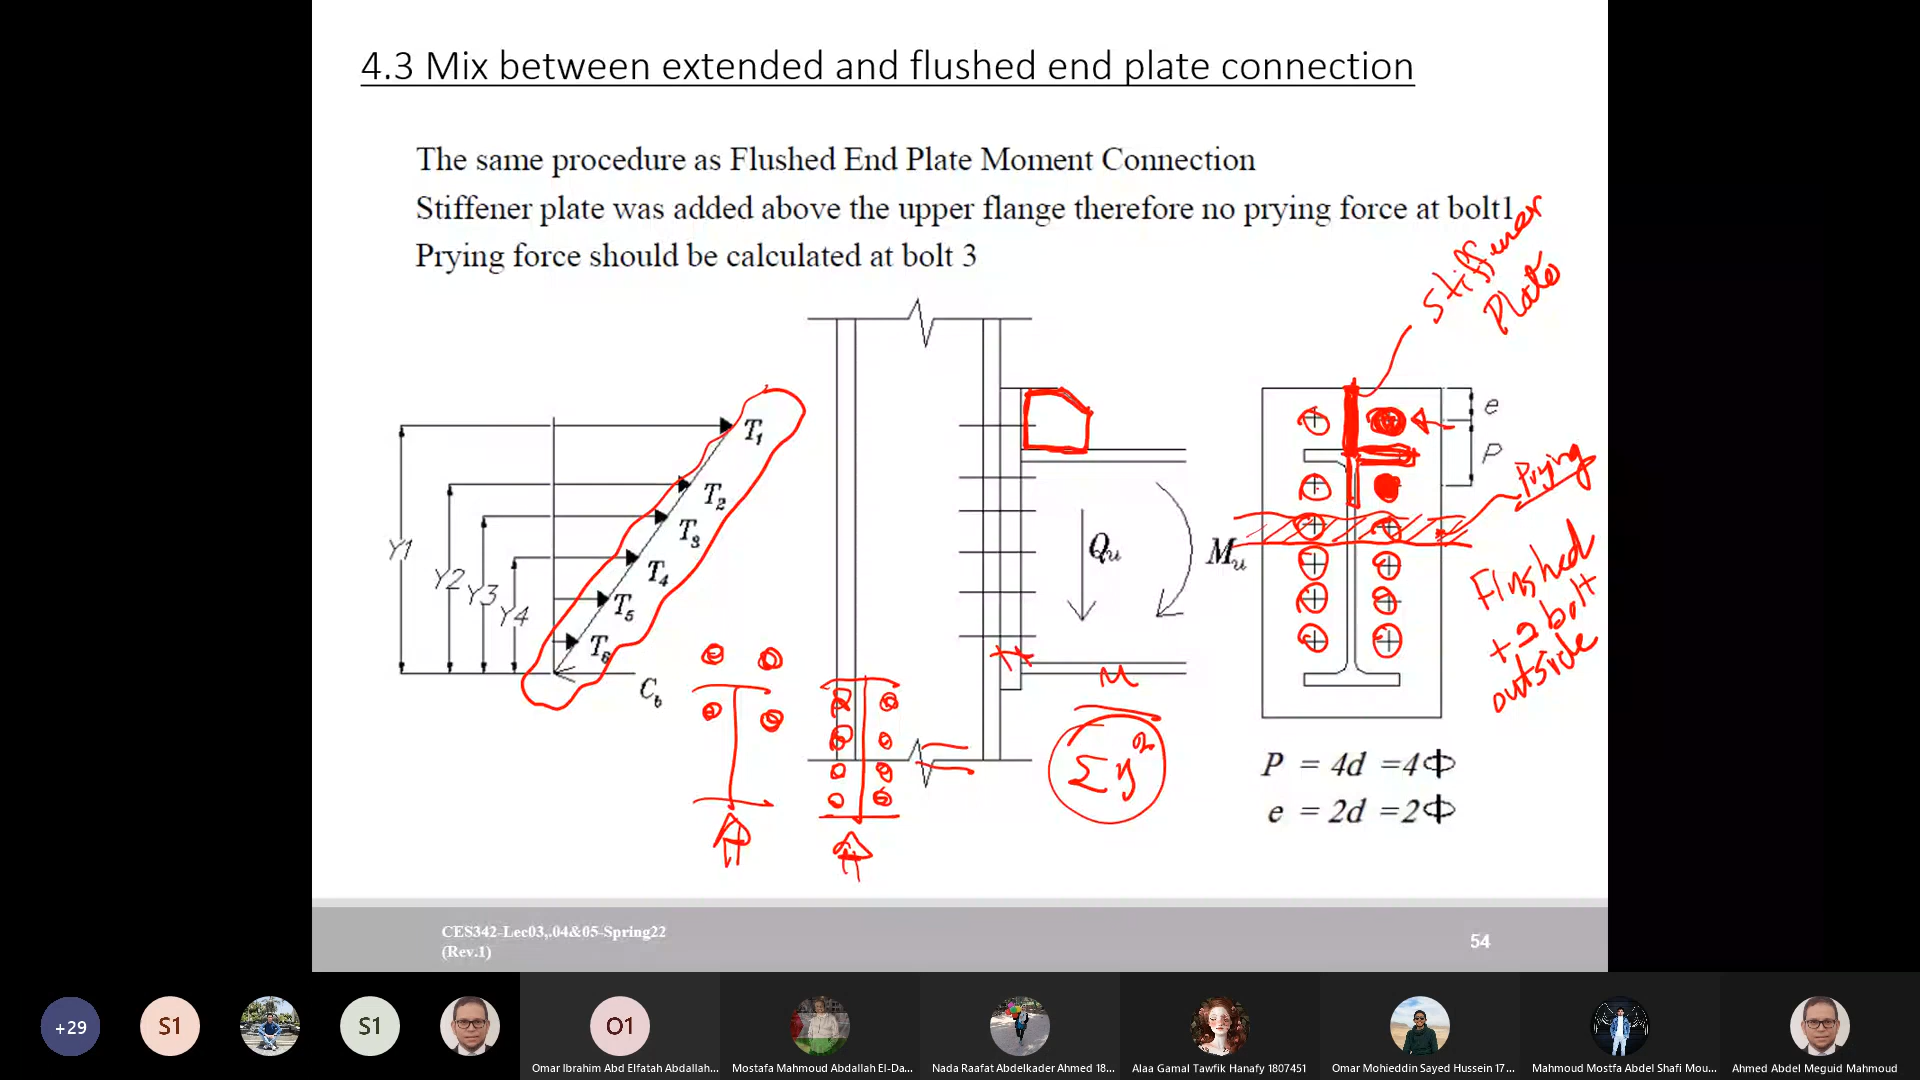 4.3 Mix between extended and flushed end plate connection
The same procedure as Flushed End Plate Moment Connection
Stiffener plate was added above the upper flange therefore no prying force at bolt1
Prying force should be calculated at bolt 3
Stiffener
Plate
e
P
Prying
Flushed
+2 bolt
outside
T1
T2
T3
T4
T5
T6
Cb
Y1
Y2
Y3
Y4
Qu
Mu
M
Σy²
P = 4d =4Φ
e = 2d =2Φ
CES342-Lec03,.04&05-Spring22
(Rev.1)
54
+29
S1
S1
O1
Omar Ibrahim Abd Elfatah Abdallah...
Mostafa Mahmoud Abdallah El-Da...
Nada Raafat Abdelkader Ahmed 18...
Alaa Gamal Tawfik Hanafy 1807451
Omar Mohieddin Sayed Hussein 17...
Mahmoud Mostfa Abdel Shafi Mou...
Ahmed Abdel Meguid Mahmoud